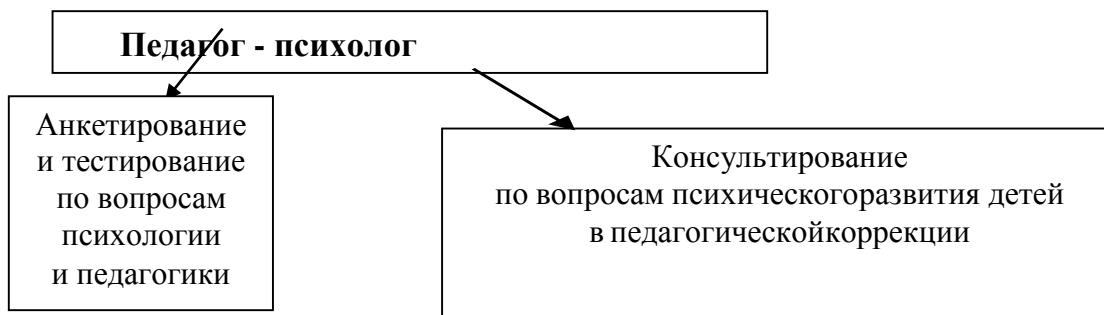 Педагог - психолог
Анкетирование
и тестирование
по вопросам
психологии
и педагогики
Консультирование
по вопросам психическогоразвития детей
в педагогическойкоррекции